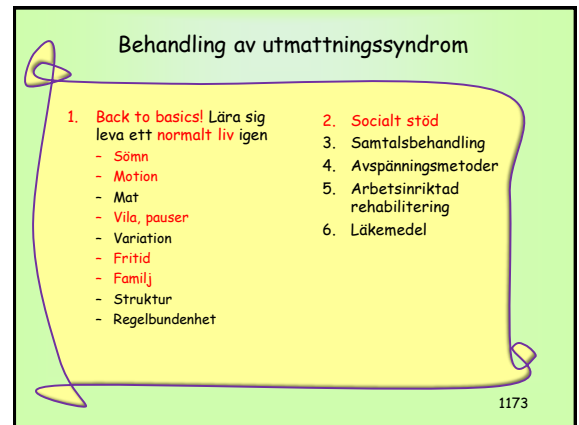 Behandling av utmattningssyndrom
1. Back to basics! Lära sig
leva ett normalt liv igen
- Sömn
- Motion
- Mat
- Vila, pauser
- Variation
- Fritid
- Familj
- Struktur
- Regelbundenhet
2. Socialt stöd
3. Samtalsbehandling
4. Avspänningsmetoder
5. Arbetsinriktad
rehabilitering
6. Läkemedel
1173